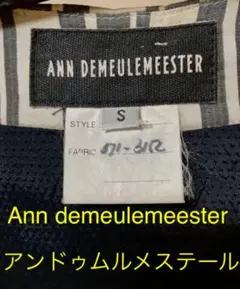 ANN DEMEULEMEESTER
S
STYLE
FABRIC
Ann demeulemeester
アンドゥムルメステール